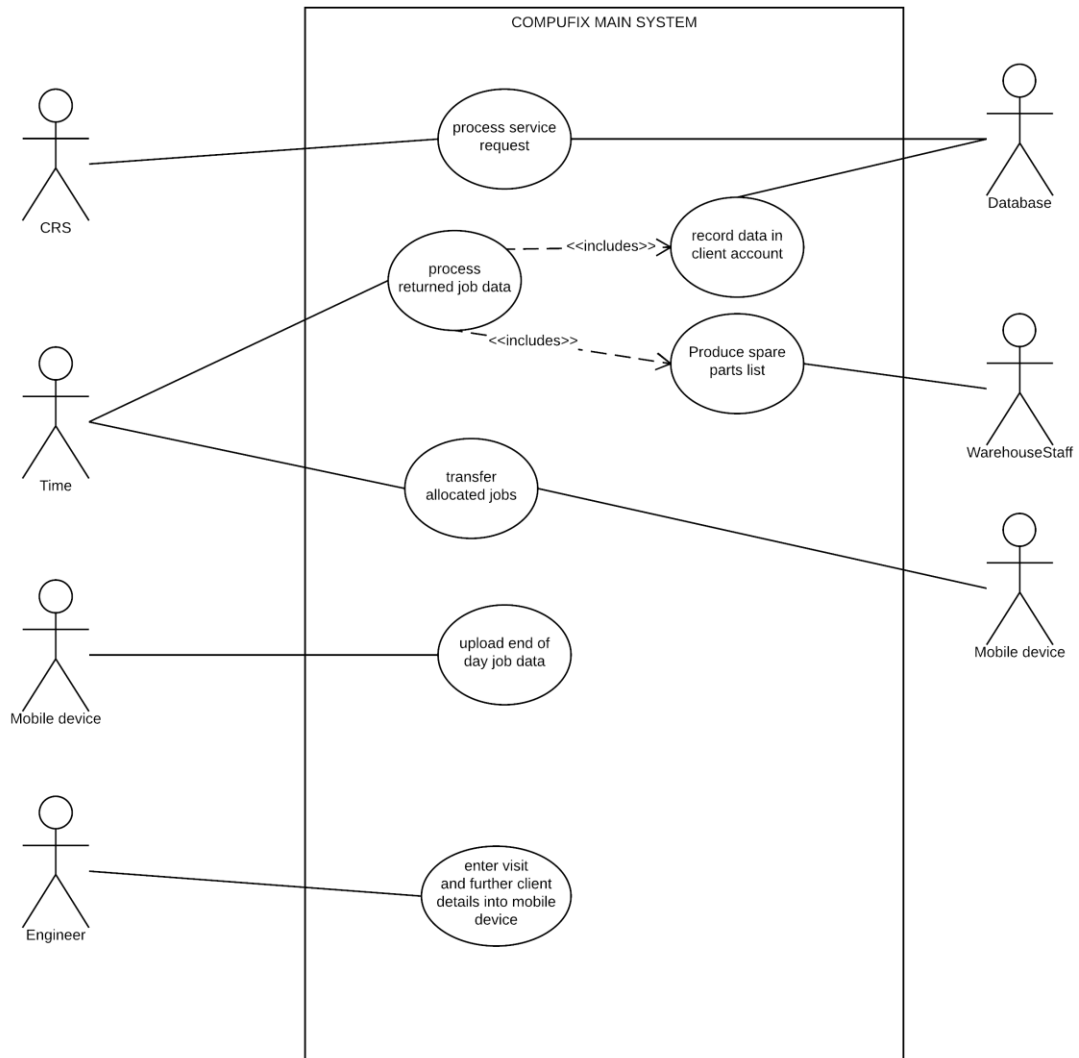 COMPUFIX MAIN SYSTEM
process service
request
CRS
Database
record data in
client account
<<includes>>
process
returned job data
<<includes>>
Produce spare
parts list
WarehouseStaff
Time
transfer
allocated jobs
Mobile device
upload end of
day job data
Mobile device
enter visit
and further client
details into mobile
device
Engineer